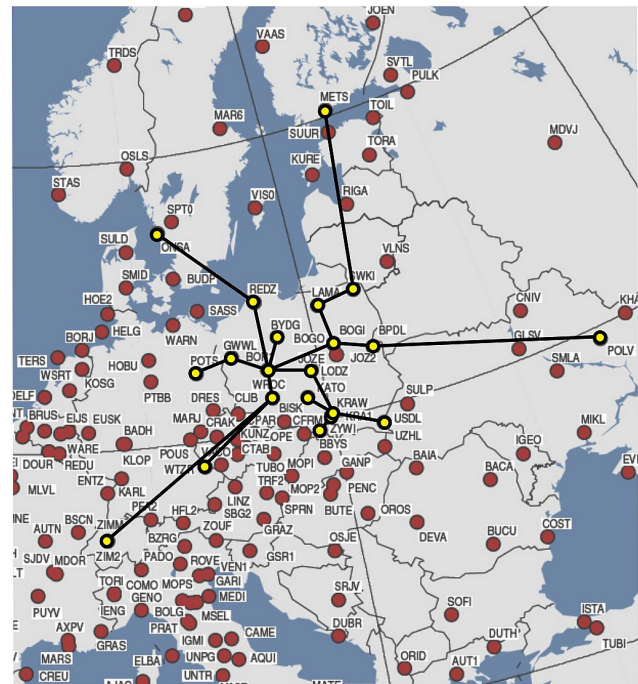 JOEN
VAAS
TRDS
SVTL
PULK
METS
MAR6
TOIL
SUUR
MDVJ
TORA
OSLS
KURE
STAS
RIGA
SPT0
VIS0
ONSA
SULD
VLNS
BUDP
SMID
SWKI
REDZ
LAMA
HOE2
SASS
CNIV
KHA
HELG
BYDG
WARN
BOGI
BPDL
BORJ
GWWL
BOGO
GLSV
POLV
TERS
HOBU
POTS
BOR
JOZE
JOZ2
WSRT
LODZ
SMLA
KOSG
PTBB
WROC
KATO
DELF
DRES
CLIB
BISK
KRAW
SULP
NT
BRUS
EIJS
EUSK
MARJ
CPAR
CFRM
KRA1
USDL
MIKL
CRAK
KUNZ
ZYWI
BADH
OPE
BBYS
UZHL
WARE
POUS
CTAB
DOUR
REDU
KLOP
WTZR
TUBO
MOPI
GANP
BAIA
IGEO
ENTZ
TRF2
BACA
EV
MLVL
KARL
LINZ
MOP2
PENC
SBG2
SPRN
BUTE
OROS
INE
PFA2
BSCN
ZIMM
HFL2
ZOUF
GRAZ
DEVA
BUCU
COST
AUTN
ZIM2
BZRG
SJDV
MDOR
PADO
GSR1
OSJE
LT
COMO
ROVE
VEN1
TORI
GENO
MOPS
GARI
SRJV
PUYV
IENG
BOLG
MEDI
SOFI
ISTA
AXPV
PRAT
MSEL
DUBR
TUBI
GRAS
IGMI
CAME
MARS
ELBA
UNPG
AQUI
ORID
DUTH
CREU
UNTR
AUT1
AJAC
MATE